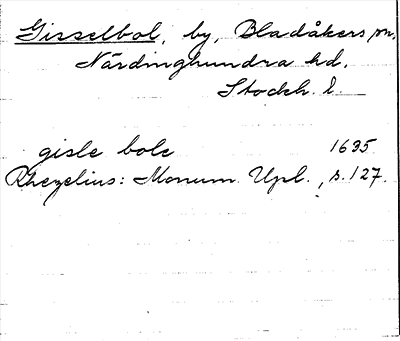 Gisselbol, by, Bladåkers sn,
Närdinghundra hd,
Stockh. l.
gisle bole 1635
Rhezelius: Monum. Upl., s. 127.